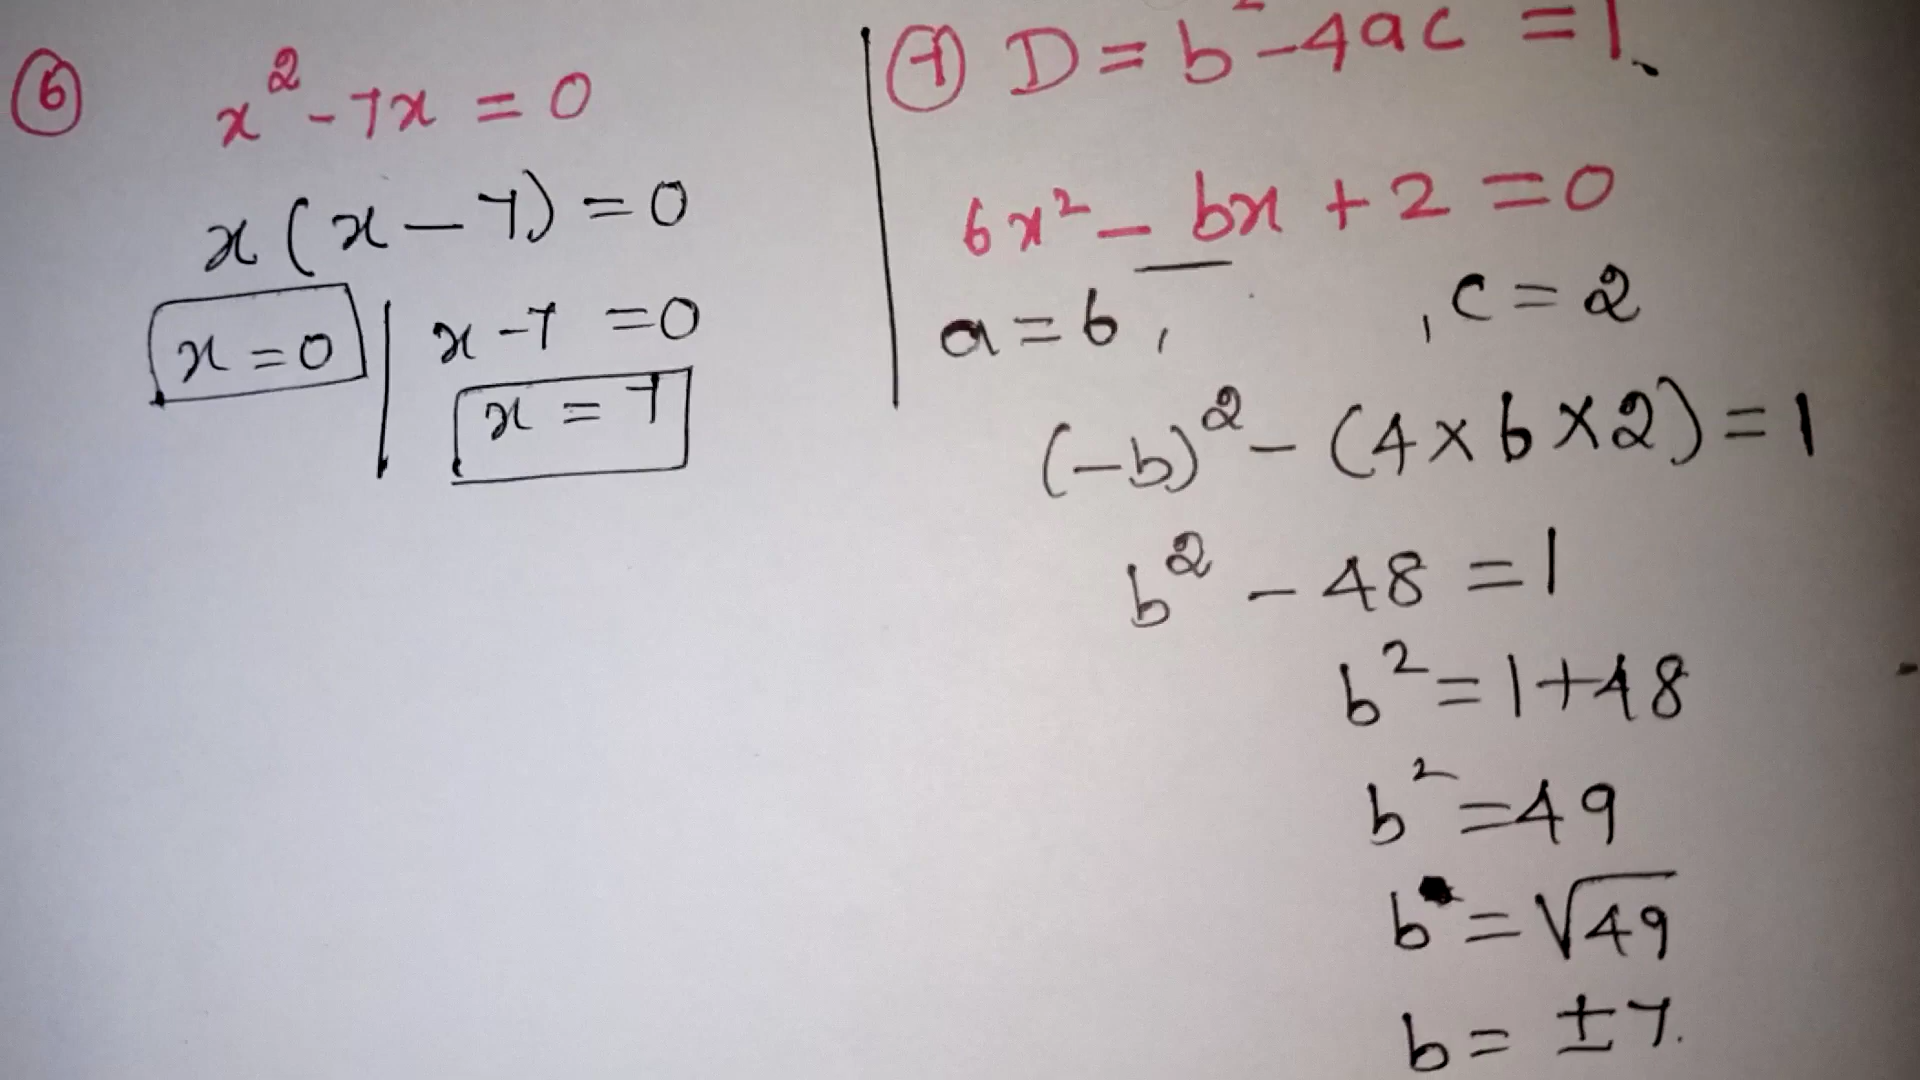 ⑥ x² - 7x = 0
x(x - 7) = 0
x = 0 | x - 7 = 0
x = 7
⑦ D = b² - 4ac = 1
6x² - bx + 2 = 0
a = 6, , c = 2
(-b)² - (4 × 6 × 2) = 1
b² - 48 = 1
b² = 1 + 48
b² = 49
b = √49
b = ± 7.